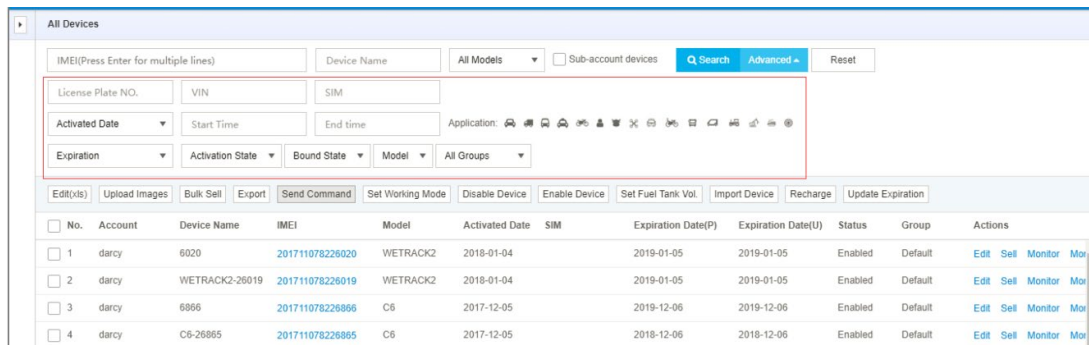 All Devices
IMEI(Press Enter for multiple lines) Device Name All Models Sub-account devices Search Advanced Reset
License Plate NO. VIN SIM
Activated Date Start Time End time Application:
Expiration Activation State Bound State Model All Groups
Edit(xls) Upload Images Bulk Sell Export Send Command Set Working Mode Disable Device Enable Device Set Fuel Tank Vol. Import Device Recharge Update Expiration
No. Account Device Name IMEI Model Activated Date SIM Expiration Date(P) Expiration Date(U) Status Group Actions
1 darcy 6020 201711078226020 WETRACK2 2018-01-04 2019-01-05 2019-01-05 Enabled Default Edit Sell Monitor Mor
2 darcy WETRACK2-26019 201711078226019 WETRACK2 2018-01-04 2019-01-05 2019-01-05 Enabled Default Edit Sell Monitor Mor
3 darcy 6866 201711078226866 C6 2017-12-05 2019-12-06 2019-12-06 Enabled Default Edit Sell Monitor Mor
4 darcy C6-26865 201711078226865 C6 2017-12-05 2018-12-06 2018-12-06 Enabled Default Edit Sell Monitor Mor